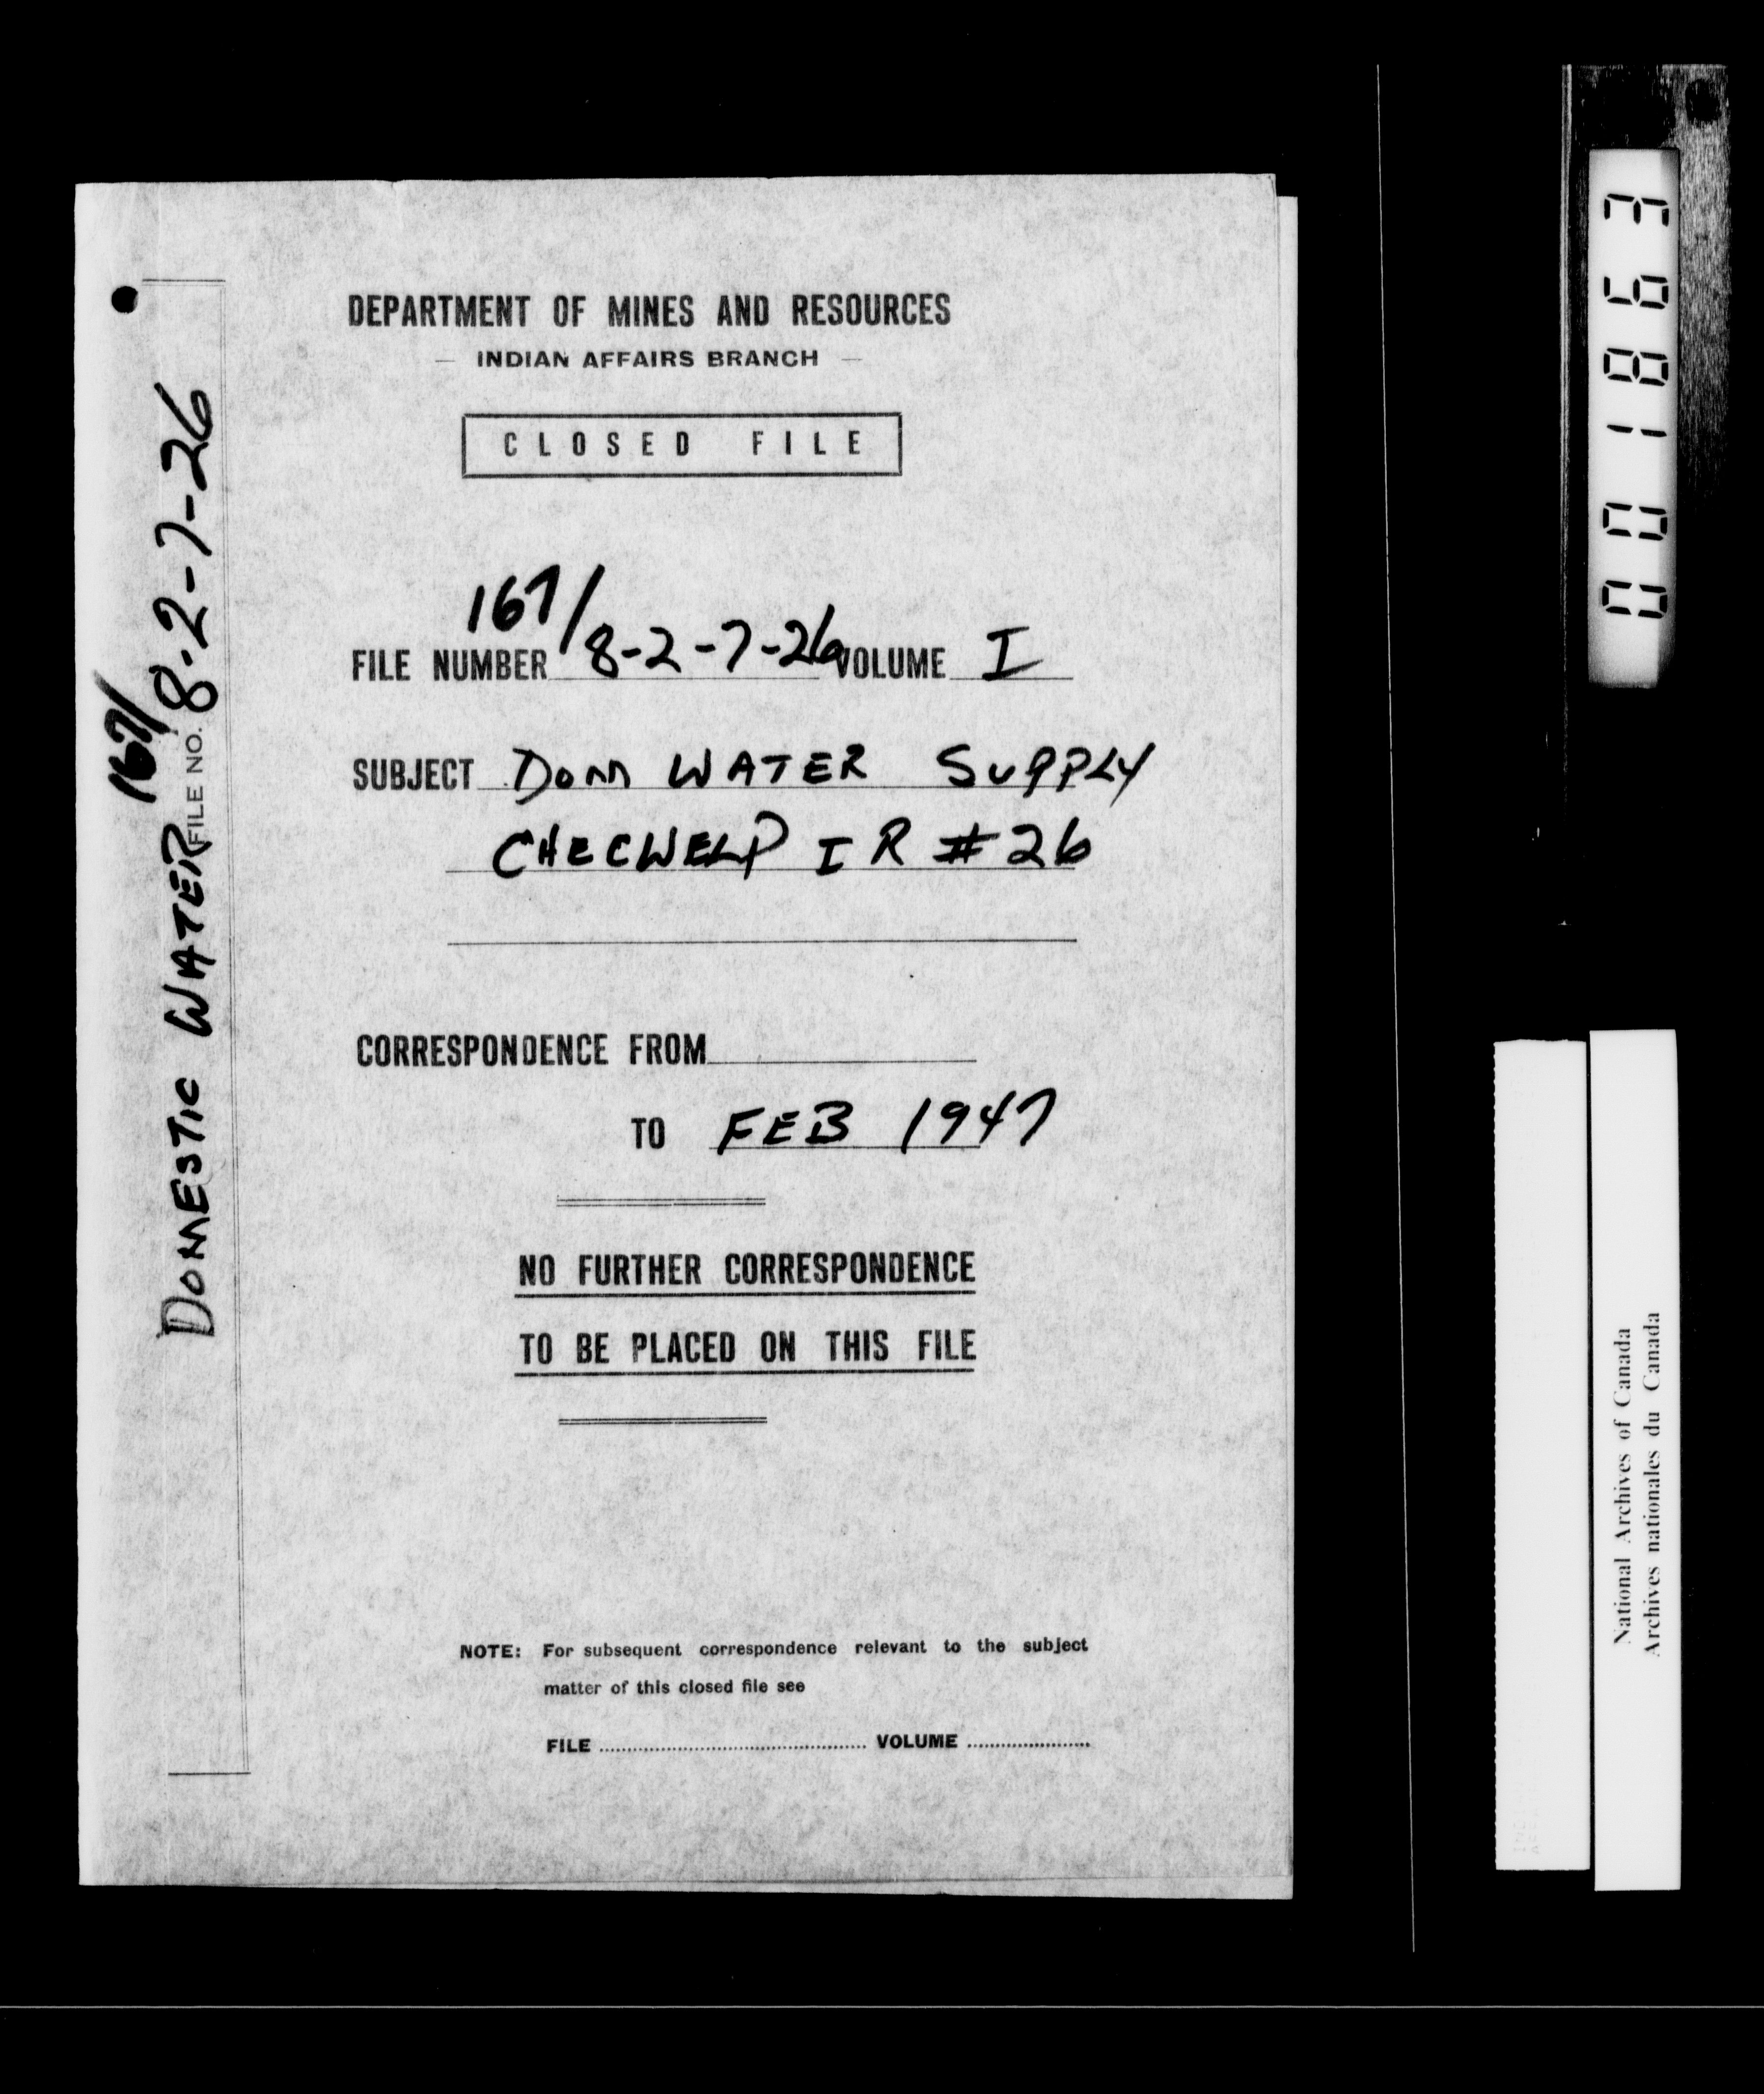 DEPARTMENT OF MINES AND RESOURCES
— INDIAN AFFAIRS BRANCH —
CLOSED FILE
167/
FILE NUMBER 8-2-7-26 VOLUME I
SUBJECT DOM WATER SUPPLY
CHECWELP I R #26
CORRESPONDENCE FROM
TO FEB 1947
NO FURTHER CORRESPONDENCE
TO BE PLACED ON THIS FILE
NOTE: For subsequent correspondence relevant to the subject
matter of this closed file see
FILE ............................................. VOLUME .....................
DOMESTIC WATER FILE NO. 167/8-2-7-26
001863
National Archives of Canada
Archives nationales du Canada